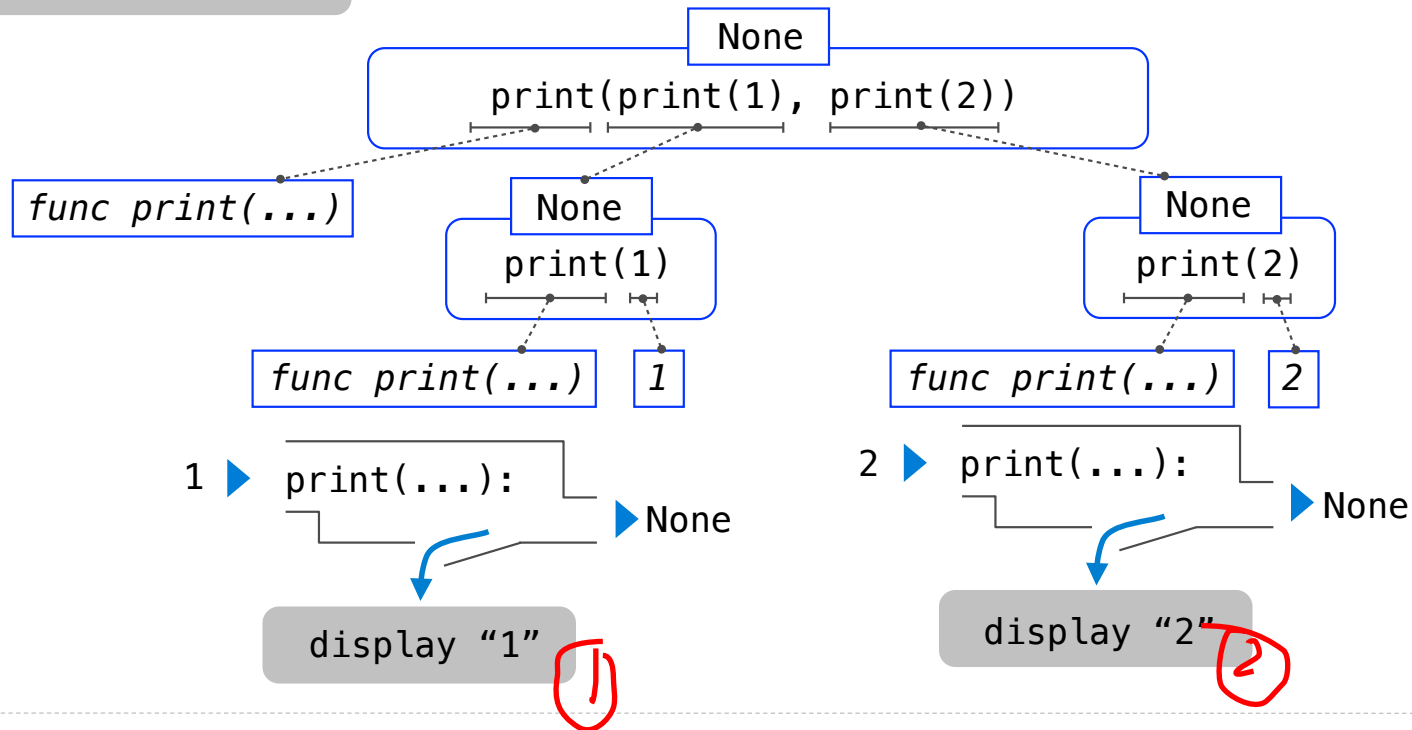 None
print(print(1), print(2))
func print(...)
None
None
print(1)
print(2)
func print(...)
1
func print(...)
2
1
print(...):
None
2
print(...):
None
display “1”
1
display “2”
2